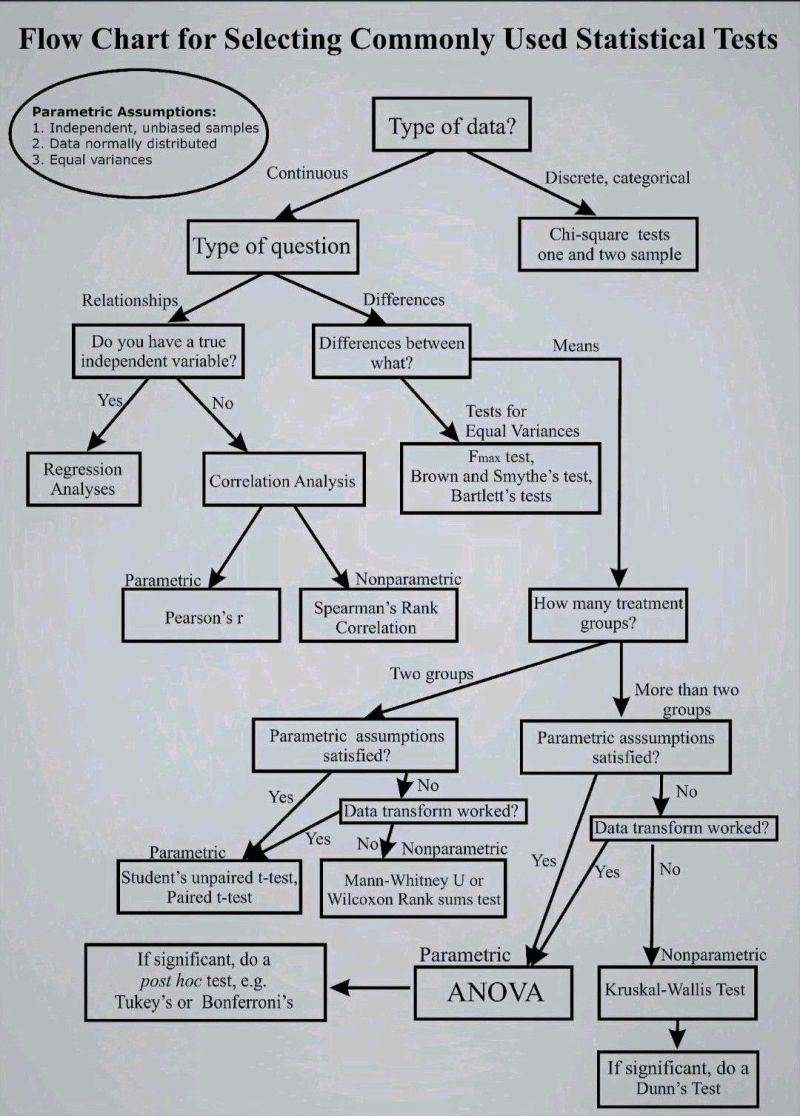 Flow Chart for Selecting Commonly Used Statistical Tests
Parametric Assumptions:
1. Independent, unbiased samples
2. Data normally distributed
3. Equal variances
Type of data?
Continuous
Discrete, categorical
Type of question
Chi-square tests
one and two sample
Relationships
Differences
Do you have a true
independent variable?
Differences between
what?
Means
Yes
No
Tests for
Equal Variances
Regression
Analyses
Correlation Analysis
Fmax test,
Brown and Smythe's test,
Bartlett's tests
Parametric
Nonparametric
Pearson's r
Spearman's Rank
Correlation
How many treatment
groups?
Two groups
More than two
groups
Parametric assumptions
satisfied?
Parametric asssumptions
satisfied?
Yes
No
No
Data transform worked?
Data transform worked?
Yes
No
Yes
Yes
No
Parametric
Nonparametric
Student's unpaired t-test,
Paired t-test
Mann-Whitney U or
Wilcoxon Rank sums test
Parametric
Nonparametric
If significant, do a
post hoc test, e.g.
Tukey's or Bonferroni's
ANOVA
Kruskal-Wallis Test
If significant, do a
Dunn's Test